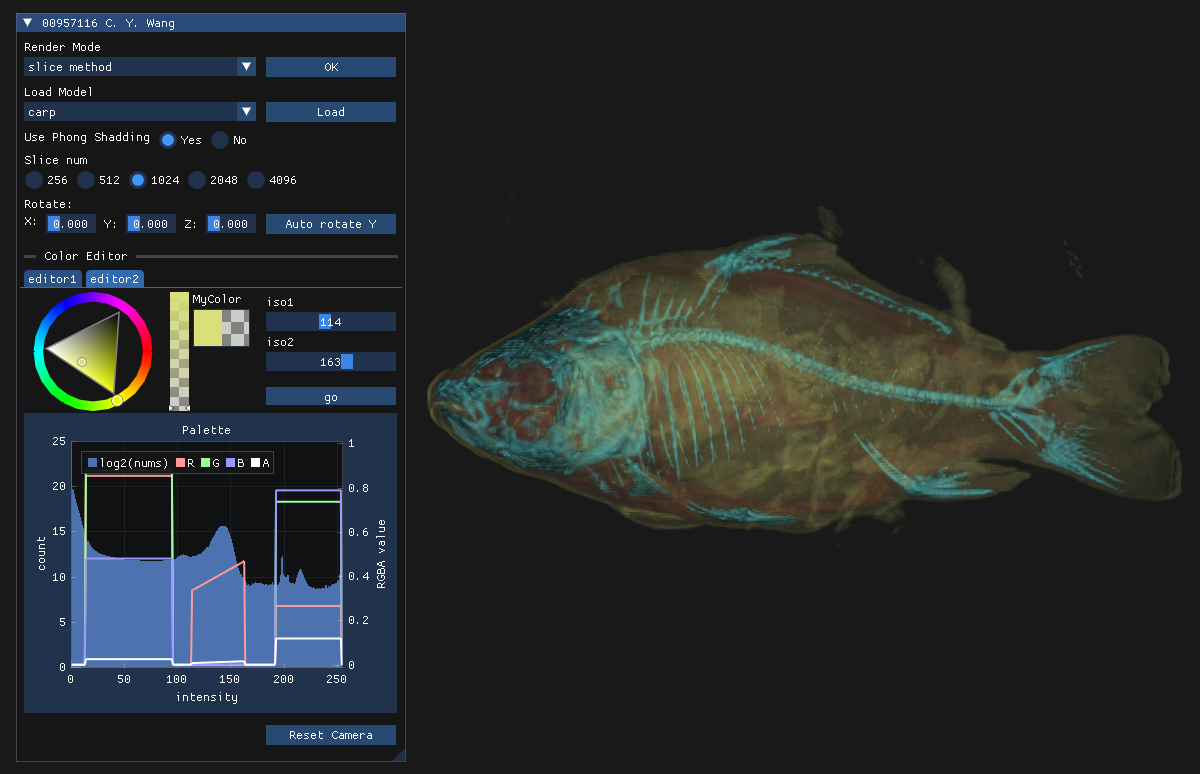 00957116 C. Y. Wang
Render Mode
slice method OK
Load Model
carp Load
Use Phong Shadding Yes No
Slice num
256 512 1024 2048 4096
Rotate:
X: 0.000 Y: 0.000 Z: 0.000 Auto rotate Y
Color Editor
editor1 editor2
MyColor
iso1
114
iso2
163
go
Palette
25 1
log2(nums) R G B A
20 0.8
15 0.6
count RGBA value
10 0.4
5 0.2
0 0
0 50 100 150 200 250
intensity
Reset Camera